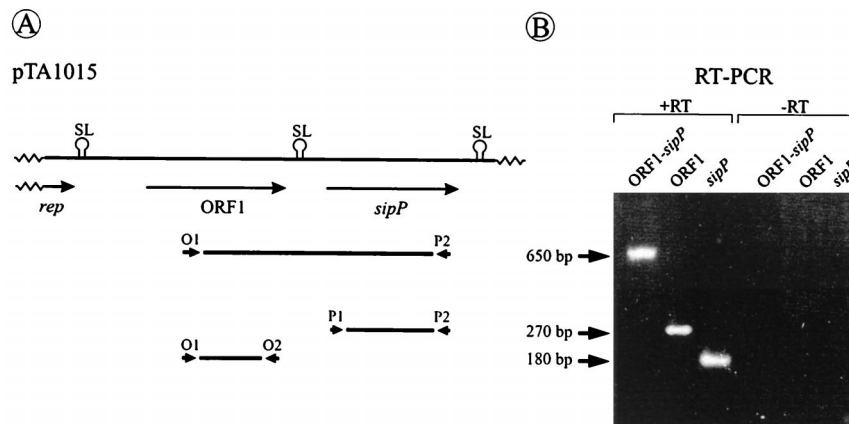 A
pTA1015
SL SL SL
rep ORF1 sipP
O1 P2
P1 P2
O1 O2
B
RT-PCR
+RT -RT
ORF1-sipP ORF1 sipP ORF1-sipP ORF1 sipP
650 bp
270 bp
180 bp